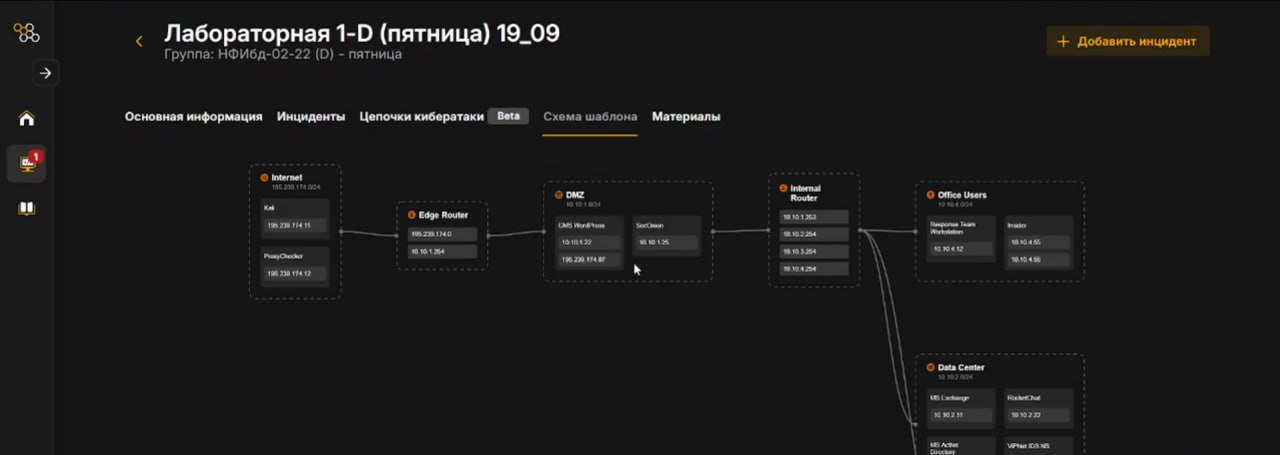 Лабораторная 1-D (пятница) 19_09
Группа: НФИбд-02-22 (D) - пятница
Добавить инцидент
1
Основная информация
Инциденты
Цепочки кибератаки Beta
Схема шаблона
Материалы
Internet
195.239.174.0/24
Kali
195.239.174.11
ProxyChecker
195.239.174.12
Edge Router
195.239.174.0
10.10.1.254
DMZ
10.10.1.0/24
CMS WordPress
10.10.1.22
195.239.174.87
SecOnion
10.10.1.25
Internal
Router
10.10.1.253
10.10.2.254
10.10.3.254
10.10.4.254
Office Users
10.10.4.0/24
Response Team
Workstation
10.10.4.12
Insider
10.10.4.55
Data Center
10.10.2.0/24
MS Exchange
10.10.2.11
RocketChat
10.10.2.22
MS Active
Directory
ViPNet IDS NS